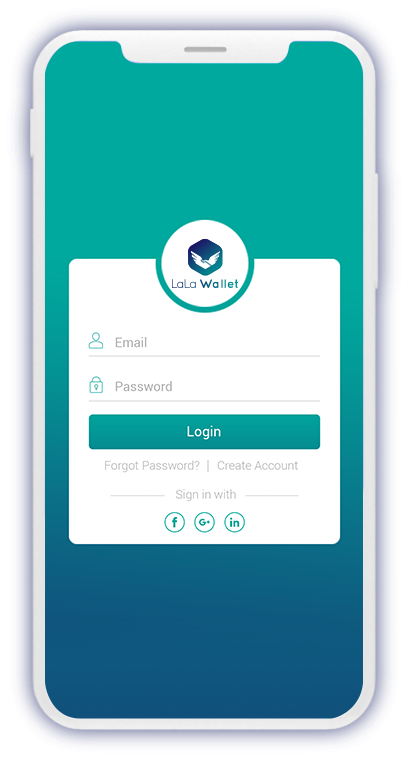 LaLa Wallet
Email
Password
Login
Forgot Password? | Create Account
Sign in with
f G+ in